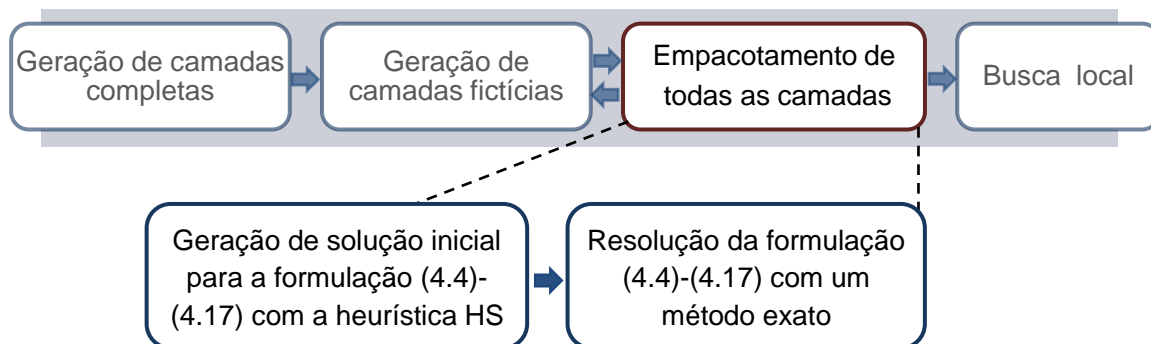 Geração de camadas
completas
Geração de
camadas fictícias
Empacotamento de
todas as camadas
Busca local
Geração de solução inicial
para a formulação (4.4)-
(4.17) com a heurística HS
Resolução da formulação
(4.4)-(4.17) com um
método exato